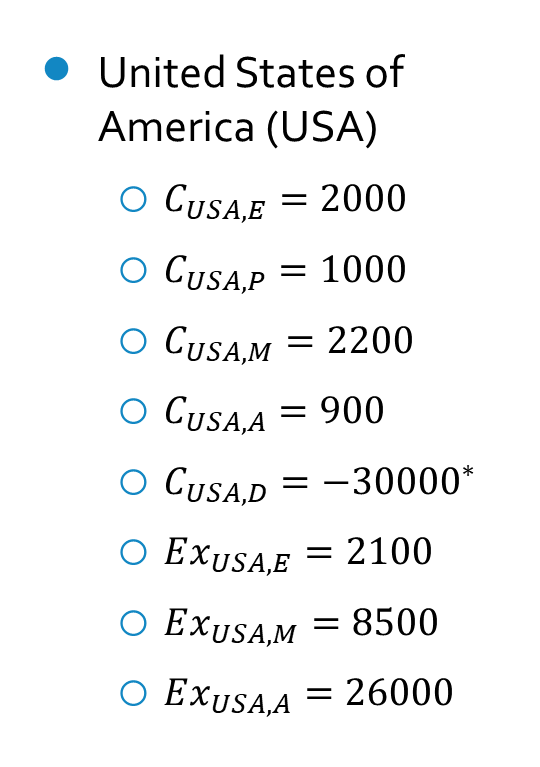 United States of
America (USA)
C_{USA,E} = 2000
C_{USA,P} = 1000
C_{USA,M} = 2200
C_{USA,A} = 900
C_{USA,D} = −30000*
Ex_{USA,E} = 2100
Ex_{USA,M} = 8500
Ex_{USA,A} = 26000